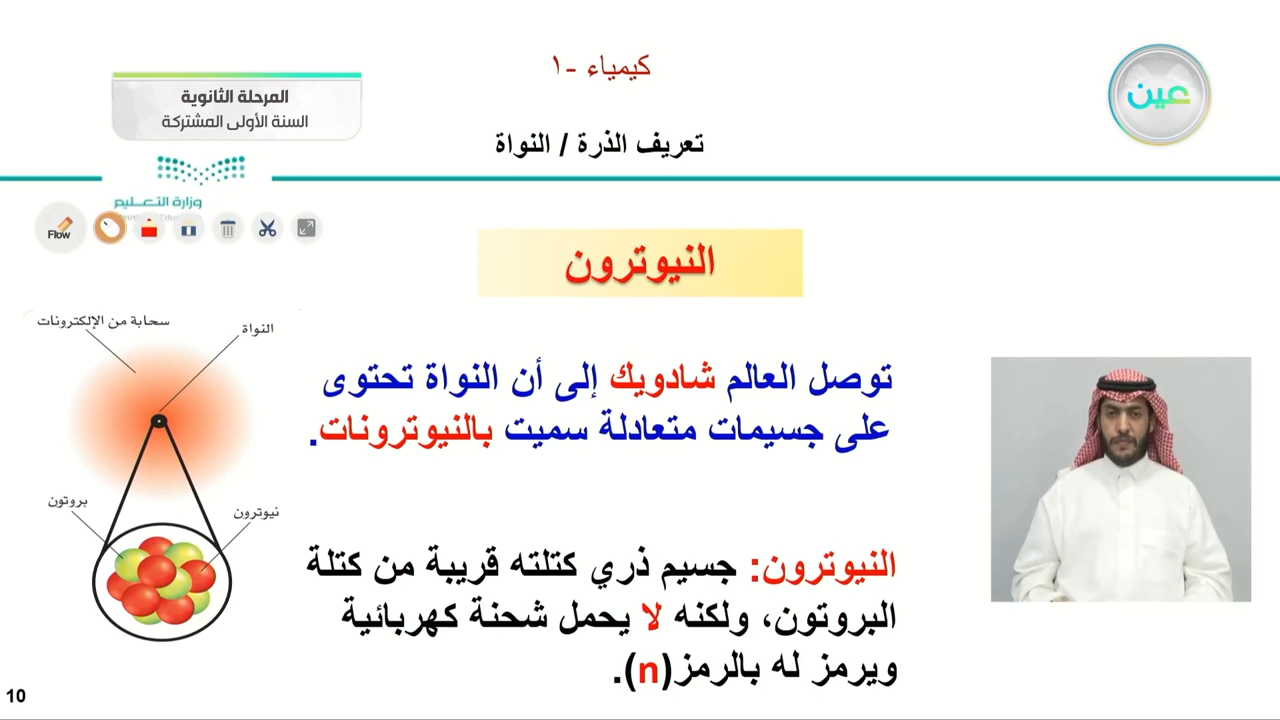 كيمياء -١
عين
المرحلة الثانوية
السنة الأولى المشتركة
تعريف الذرة / النواة
وزارة التعـــليم
Flow
النيوترون
سحابة من الإلكترونات
النواة
توصل العالم شادويك إلى أن النواة تحتوى
على جسيمات متعادلة سميت بالنيوترونات.
بروتون
نيوترون
النيوترون: جسيم ذري كتلته قريبة من كتلة
البروتون، ولكنه لا يحمل شحنة كهربائية
ويرمز له بالرمز(n).
10